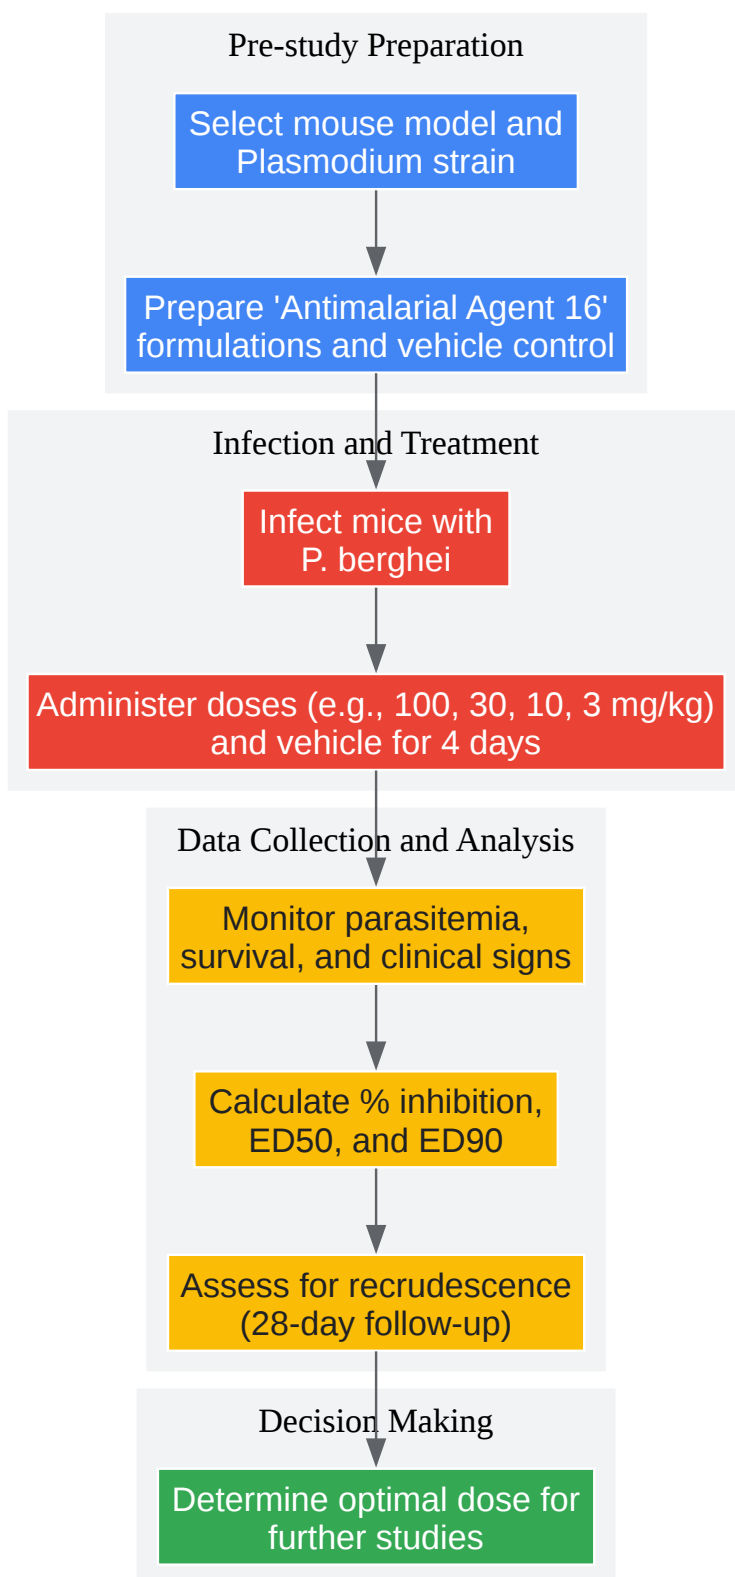 Pre-study Preparation
Select mouse model and
Plasmodium strain
Prepare 'Antimalarial Agent 16'
formulations and vehicle control
Infection and Treatment
Infect mice with
P. berghei
Administer doses (e.g., 100, 30, 10, 3 mg/kg)
and vehicle for 4 days
Data Collection and Analysis
Monitor parasitemia,
survival, and clinical signs
Calculate % inhibition,
ED50, and ED90
Assess for recrudescence
(28-day follow-up)
Decision Making
Determine optimal dose for
further studies